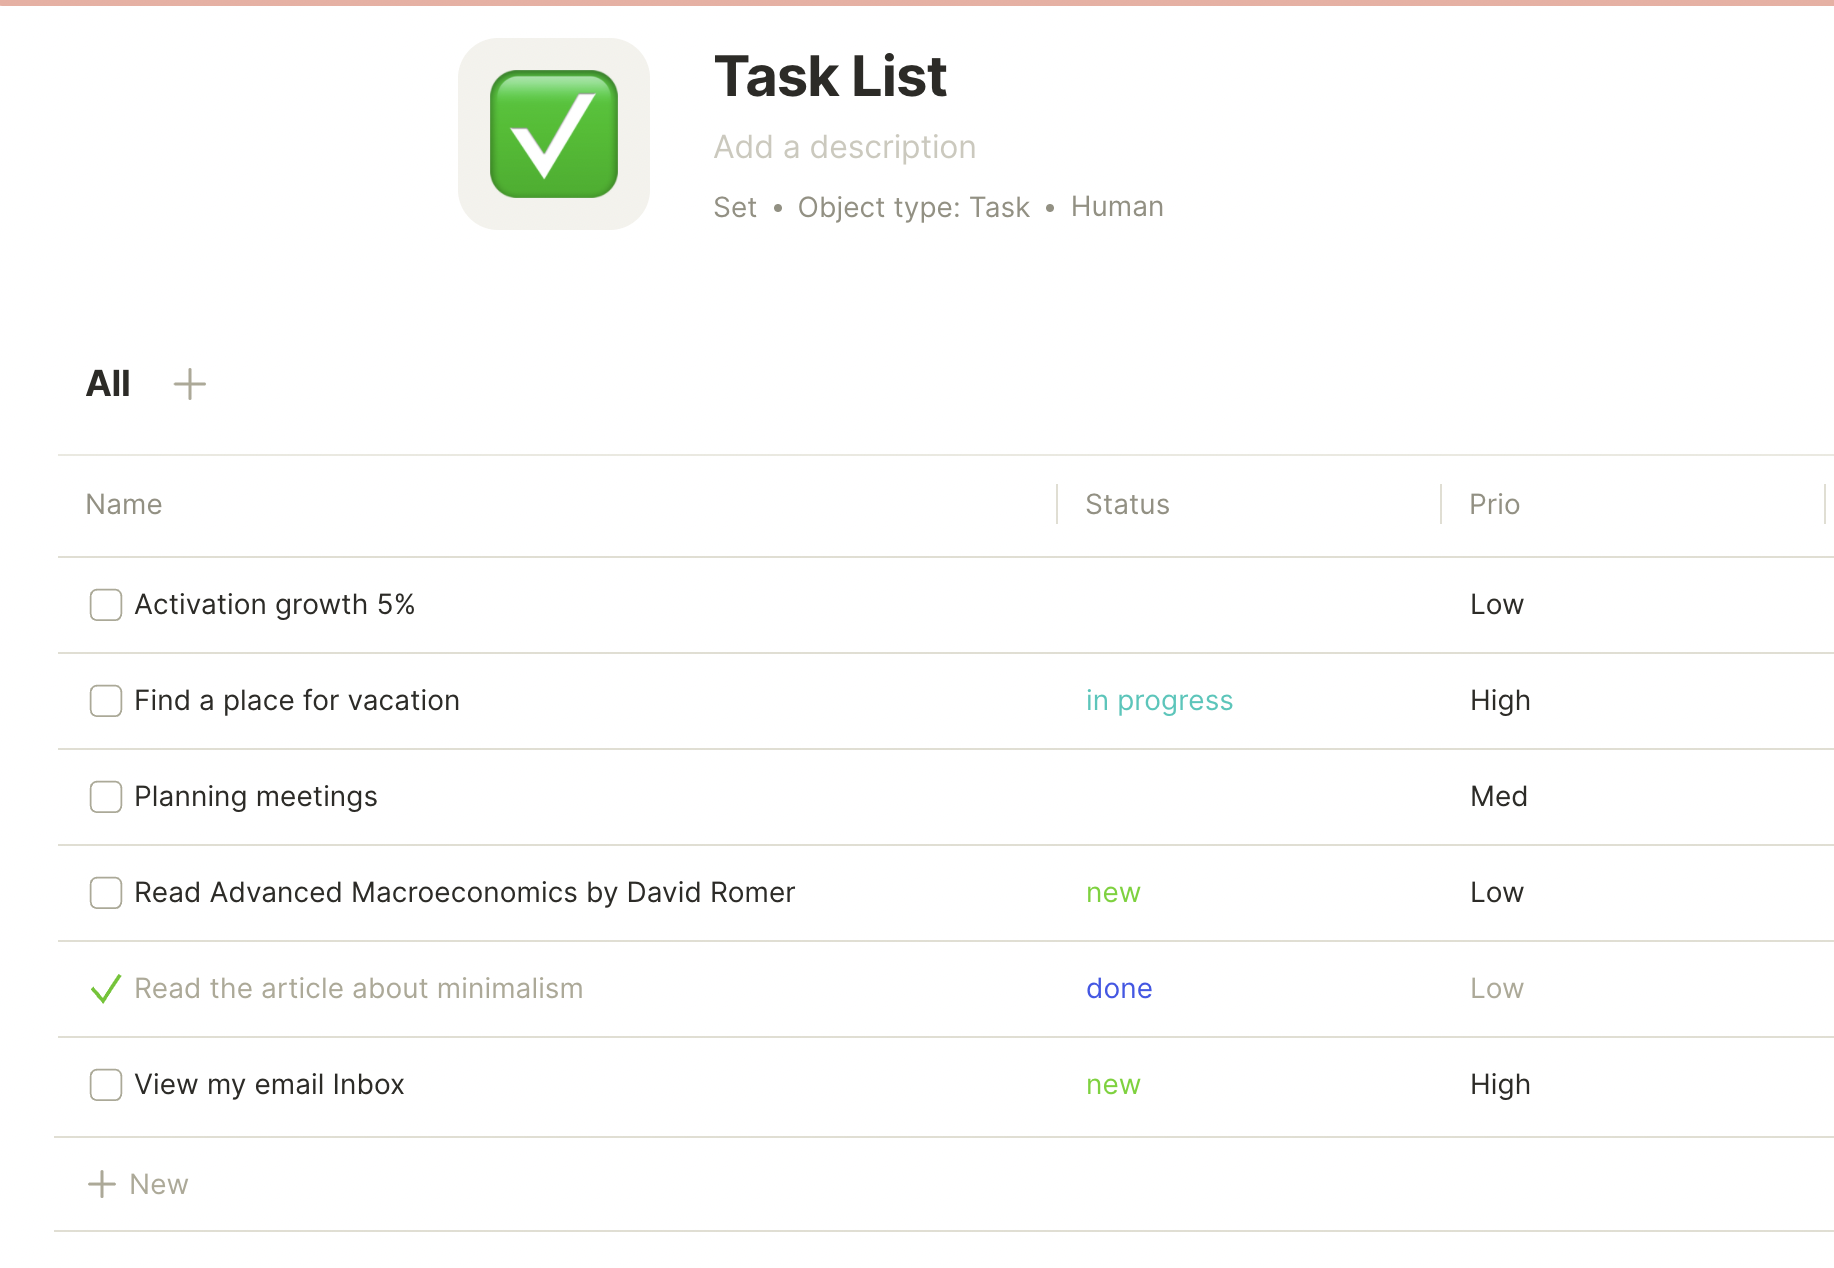 Task List
Add a description
Set • Object type: Task • Human
All
Name Status Prio
Activation growth 5% Low
Find a place for vacation in progress High
Planning meetings Med
Read Advanced Macroeconomics by David Romer new Low
Read the article about minimalism done Low
View my email Inbox new High
New